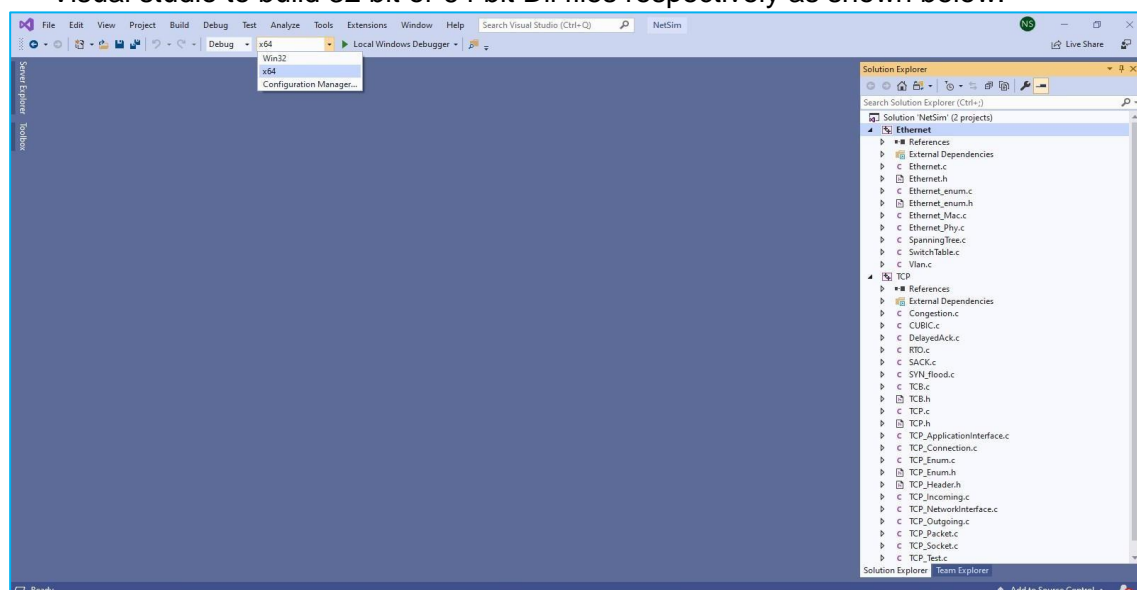 Visual studio to build 32 bit or 64 bit Dll files respectively as shown below:
File Edit View Project Build Debug Test Analyze Tools Extensions Window Help Search Visual Studio (Ctrl+Q) NetSim NS
Debug x64 Local Windows Debugger Live Share
Win32
x64
Configuration Manager...
Server Explorer
Toolbox
Solution Explorer
Search Solution Explorer (Ctrl+;)
Solution 'NetSim' (2 projects)
Ethernet
References
External Dependencies
Ethernet.c
Ethernet.h
Ethernet_enum.c
Ethernet_enum.h
Ethernet_Mac.c
Ethernet_Phy.c
SpanningTree.c
SwitchTable.c
Vlan.c
TCP
References
External Dependencies
Congestion.c
CUBIC.c
DelayedAck.c
RTO.c
SACK.c
SYN_flood.c
TCB.c
TCB.h
TCP.c
TCP.h
TCP_ApplicationInterface.c
TCP_Connection.c
TCP_Enum.c
TCP_Enum.h
TCP_Header.h
TCP_Incoming.c
TCP_NetworkInterface.c
TCP_Outgoing.c
TCP_Packet.c
TCP_Socket.c
TCP_Test.c
Solution Explorer Team Explorer
Ready Add to Source Control